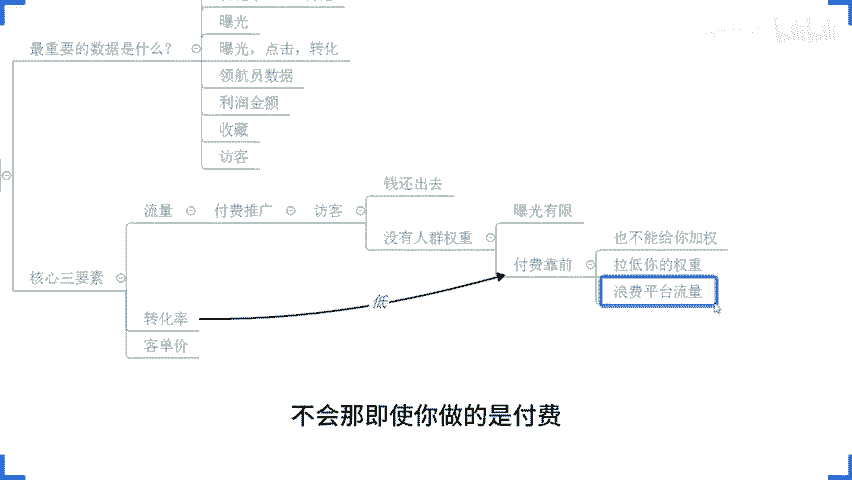 曝光
最重要的数据是什么？
曝光，点击，转化
领航员数据
利润金额
收藏
访客
钱还出去
流量
付费推广
访客
曝光有限
没有人群权重
也不能给你加权
付费靠前
拉低你的权重
核心三要素
浪费平台流量
低
转化率
客单价
不会那即使你做的是付费